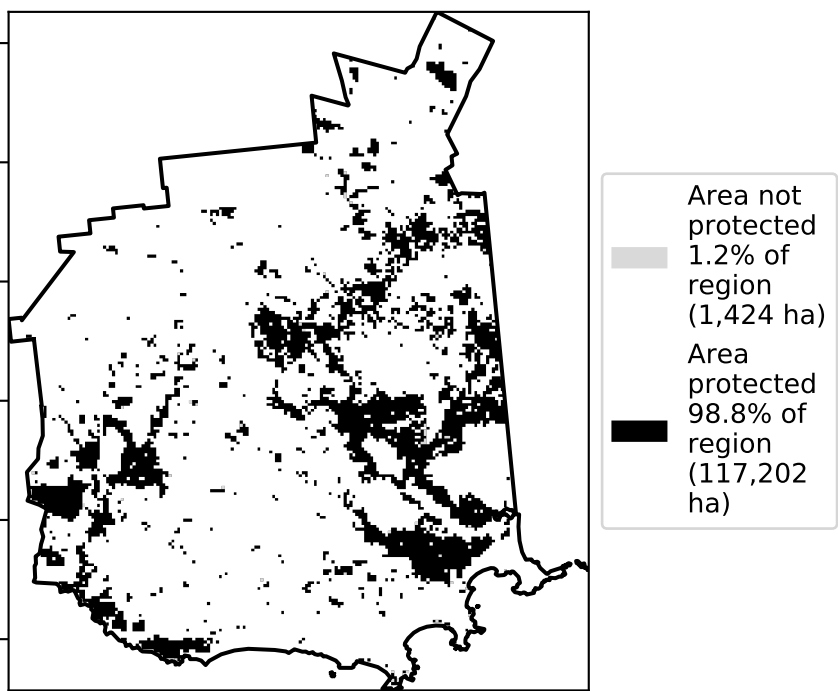 Area not
protected
1.2% of
region
(1,424 ha)
Area
protected
98.8% of
region
(117,202
ha)